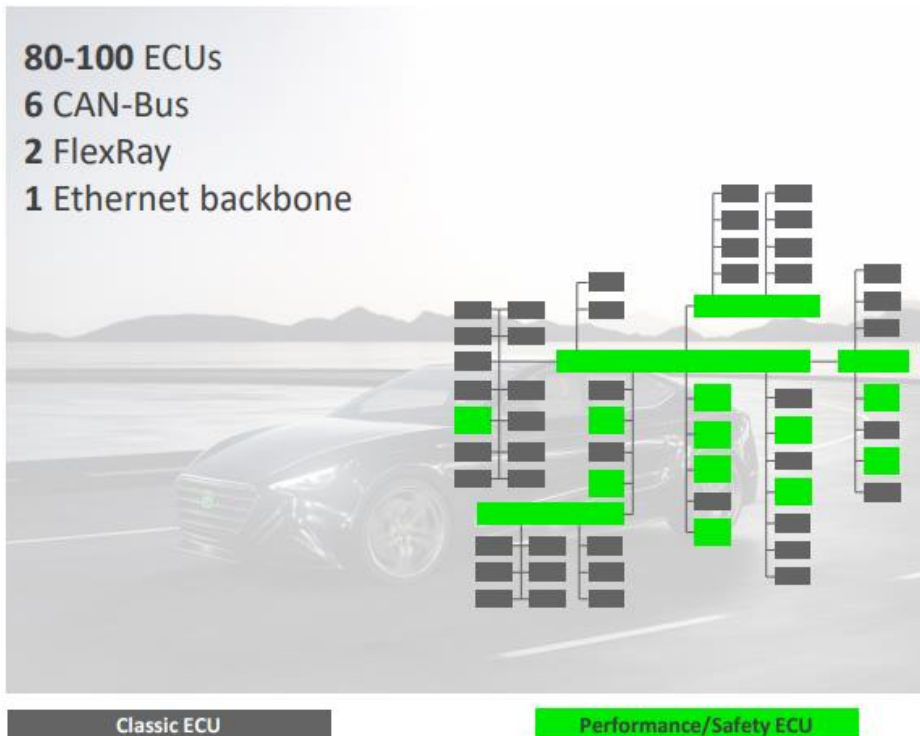 80-100 ECUs
6 CAN-Bus
2 FlexRay
1 Ethernet backbone
Classic ECU
Performance/Safety ECU